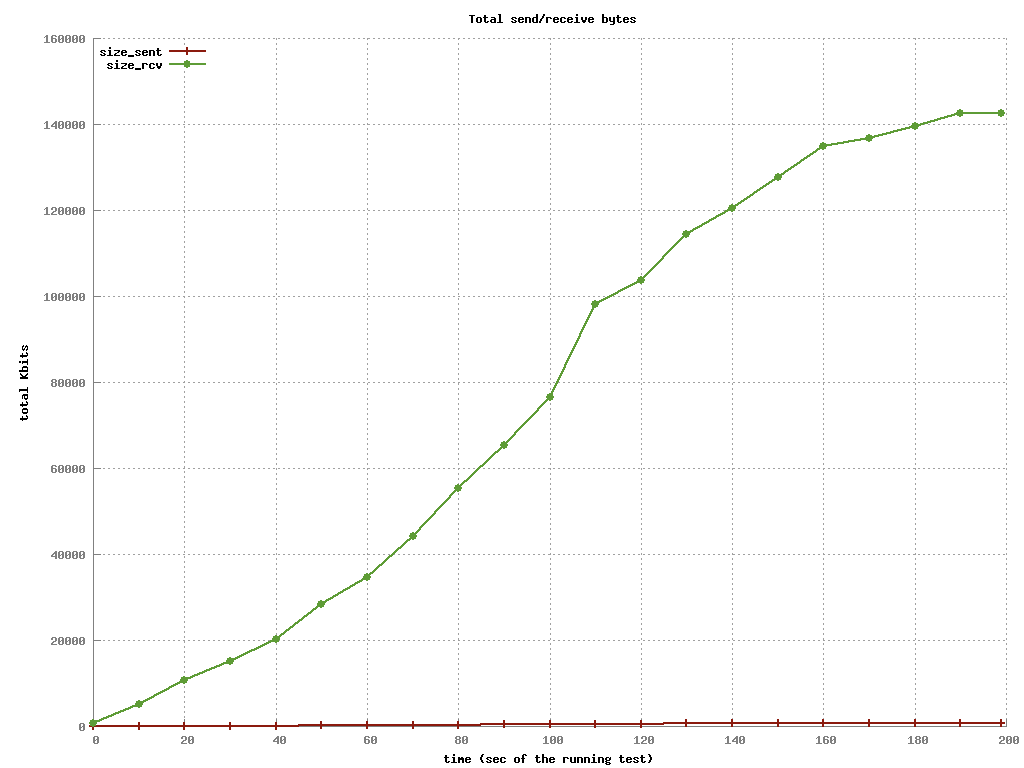 Total send/receive bytes
160000
size_sent
size_rcv
140000
120000
100000
total Kbits
80000
60000
40000
20000
0
0 20 40 60 80 100 120 140 160 180 200
time (sec of the running test)